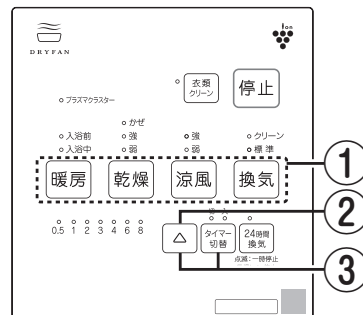 DRYFAN
ion
衣類
クリーン
停止
プラズマクラスター
かぜ
入浴前 強 強 クリーン
入浴中 弱 弱 標準
暖房 乾燥 涼風 換気
1
2
0.5 1 2 3 4 6 8
△ タイマー切替 24時間換気
点滅:一時停止
3